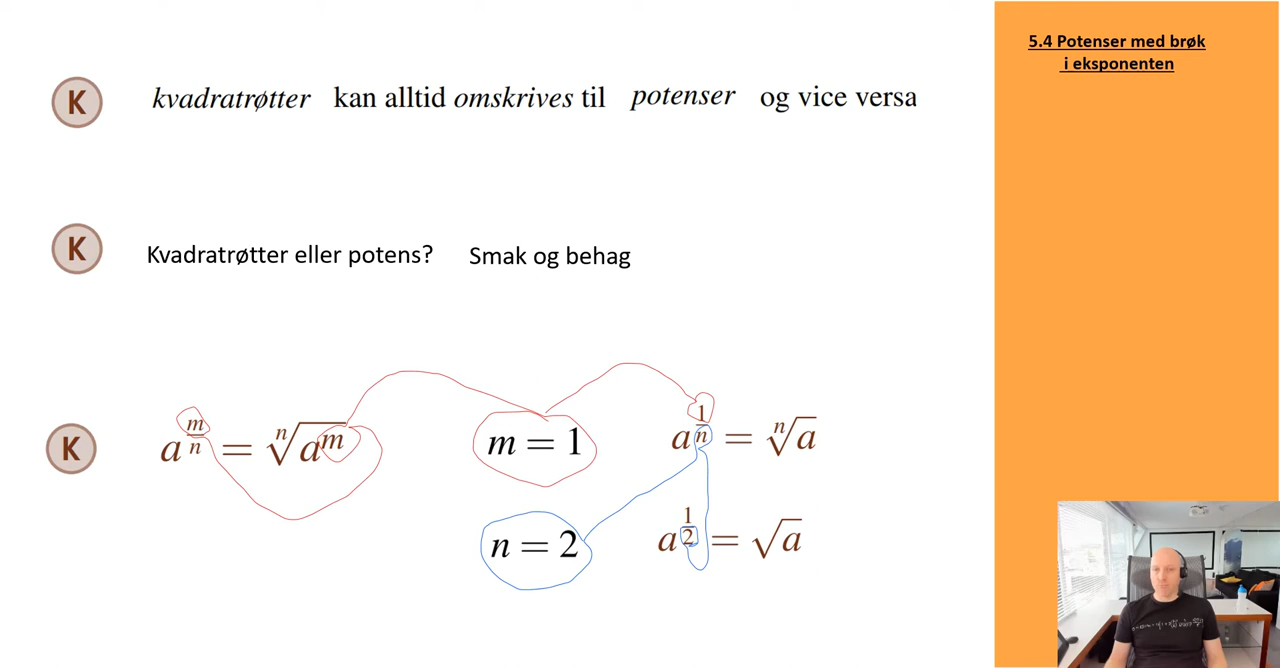 5.4 Potenser med brøk
i eksponenten
K kvadratrøtter kan alltid omskrives til potenser og vice versa
K Kvadratrøtter eller potens? Smak og behag
K a^{m/n} = ⁿ√(a^m) m = 1 a^{1/n} = ⁿ√a
n = 2 a^{1/2} = √a